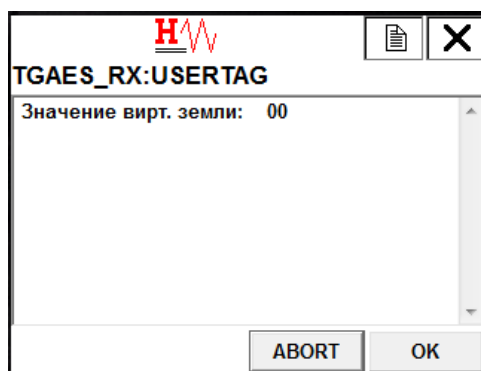 H
TGAES_RX:USERTAG
Значение вирт. земли: 00
ABORT OK